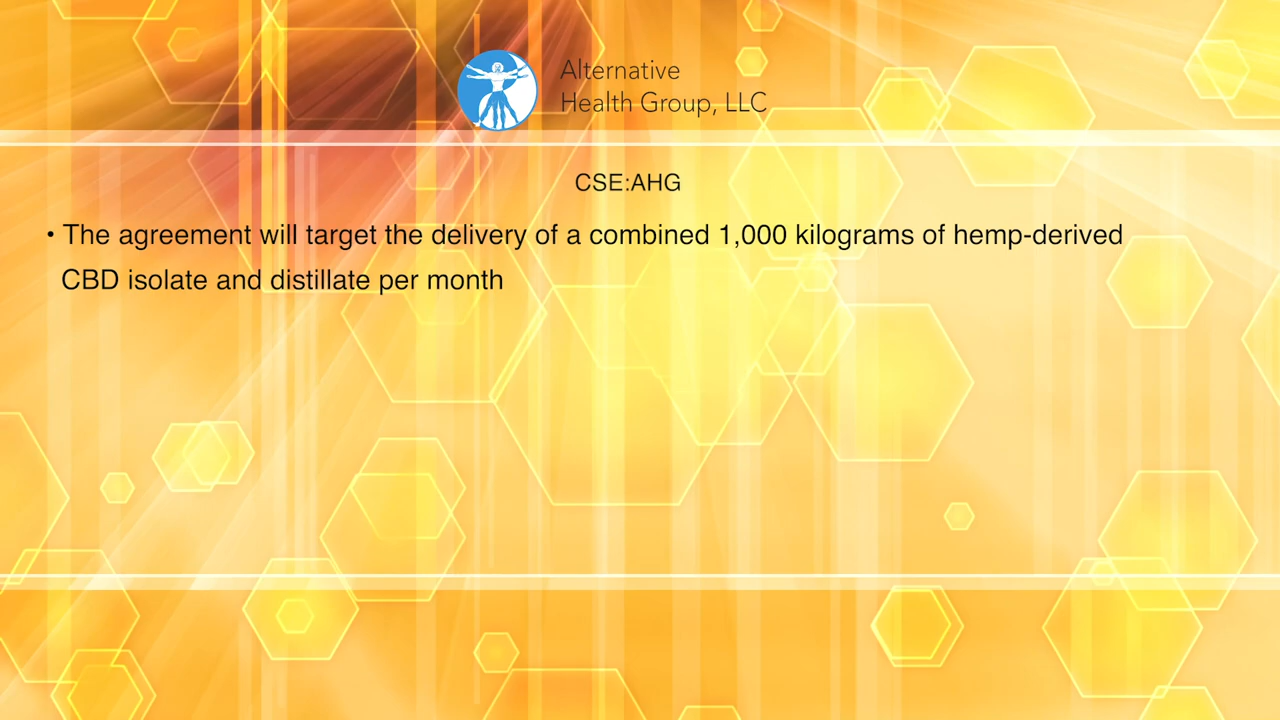 Alternative
Health Group, LLC
CSE:AHG
• The agreement will target the delivery of a combined 1,000 kilograms of hemp-derived
CBD isolate and distillate per month